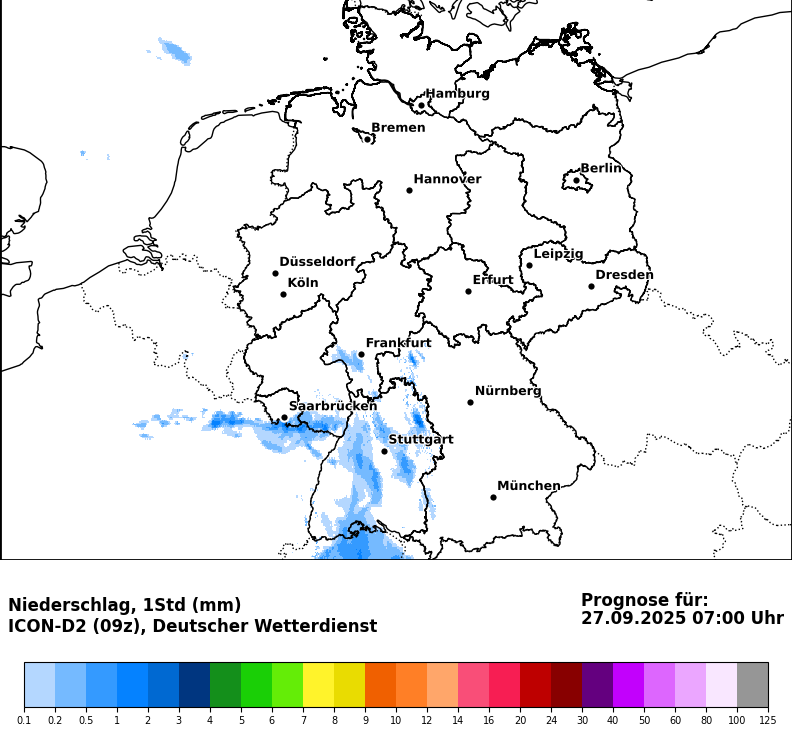 Hamburg
Bremen
Berlin
Hannover
Leipzig
Düsseldorf
Dresden
Köln
Erfurt
Frankfurt
Nürnberg
Saarbrücken
Stuttgart
München
Niederschlag, 1Std (mm)
ICON-D2 (09z), Deutscher Wetterdienst
Prognose für:
27.09.2025 07:00 Uhr
0.1 0.2 0.5 1 2 3 4 5 6 7 8 9 10 12 14 16 20 24 30 40 50 60 80 100 125